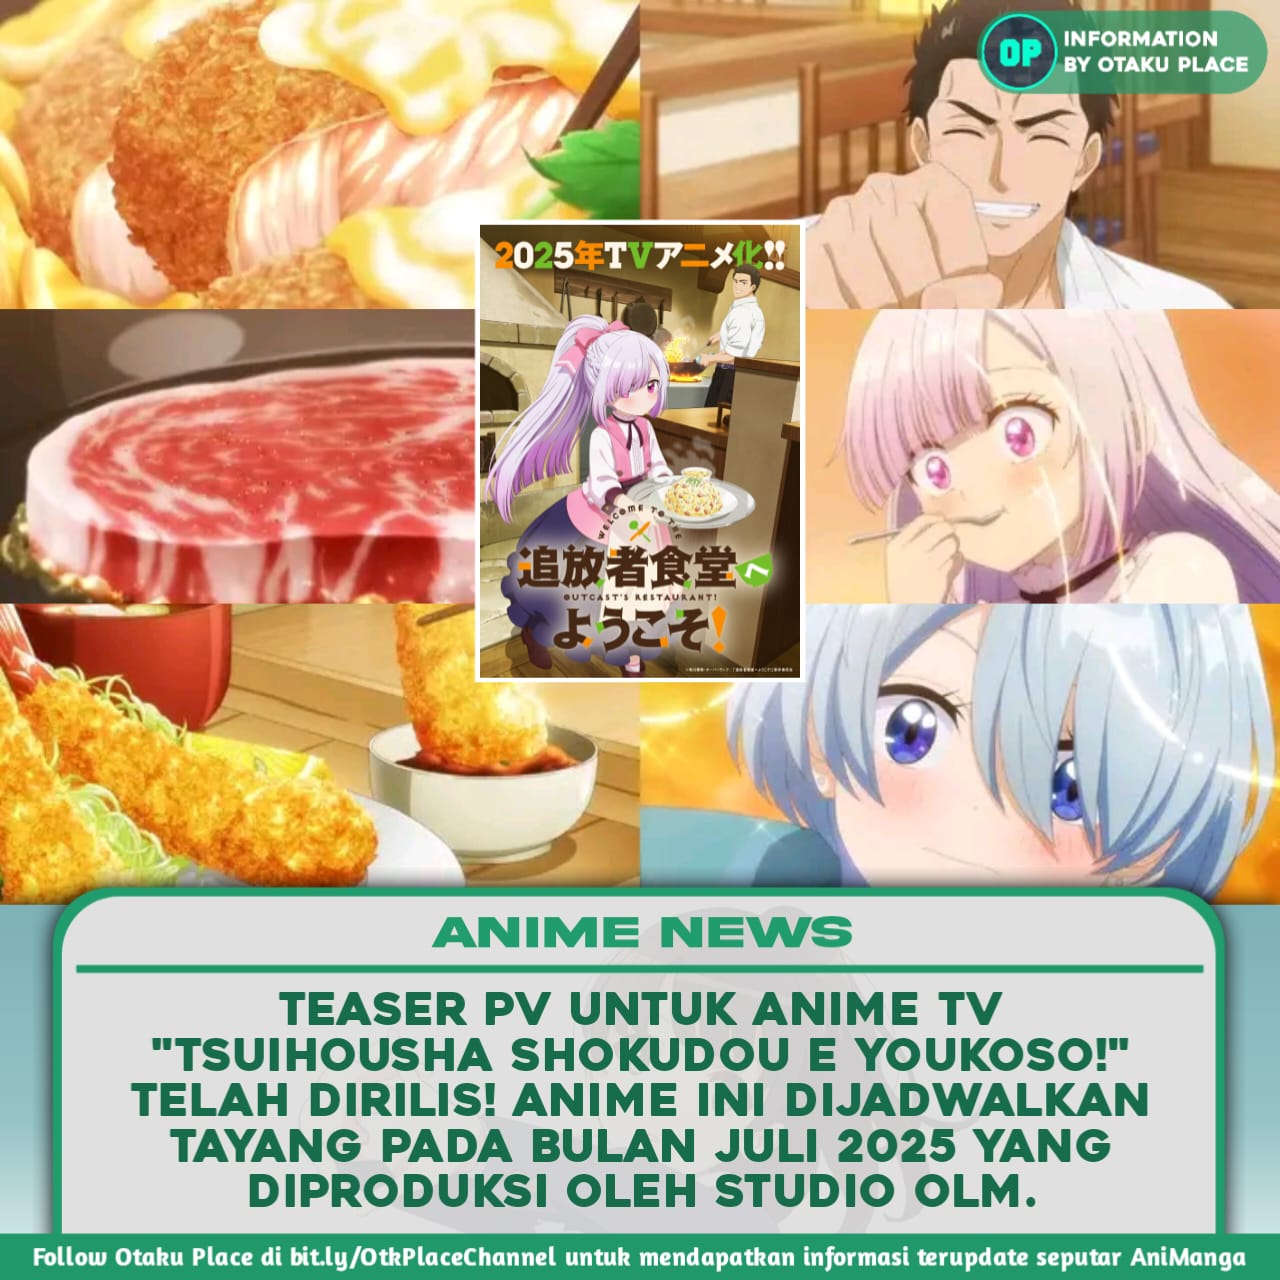 OP
INFORMATION
BY OTAKU PLACE
2025年TVアニメ化!!
WELCOME TO THE
追放者食堂へ
OUTCAST'S RESTAURANT!
ようこそ!
ANIME NEWS
TEASER PV UNTUK ANIME TV
"TSUIHOUSHA SHOKUDOU E YOUKOSO!"
TELAH DIRILIS! ANIME INI DIJADWALKAN
TAYANG PADA BULAN JULI 2025 YANG
DIPRODUKSI OLEH STUDIO OLM.
Follow Otaku Place di bit.ly/OtkPlaceChannel untuk mendapatkan informasi terupdate seputar AniManga